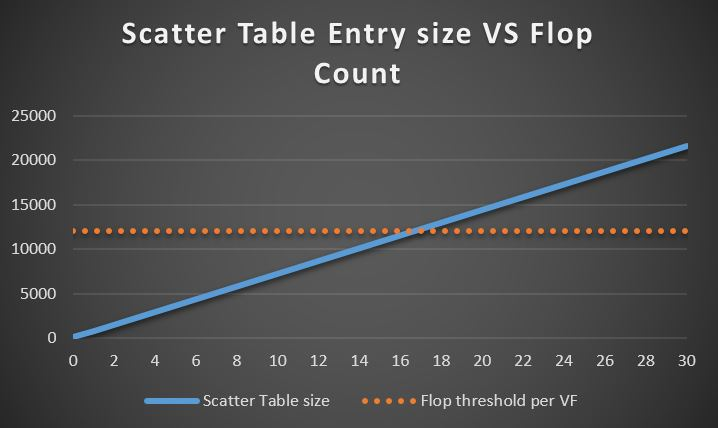 Scatter Table Entry size VS Flop
Count
25000
20000
15000
10000
5000
0
0 2 4 6 8 10 12 14 16 18 20 22 24 26 28 30
Scatter Table size Flop threshold per VF